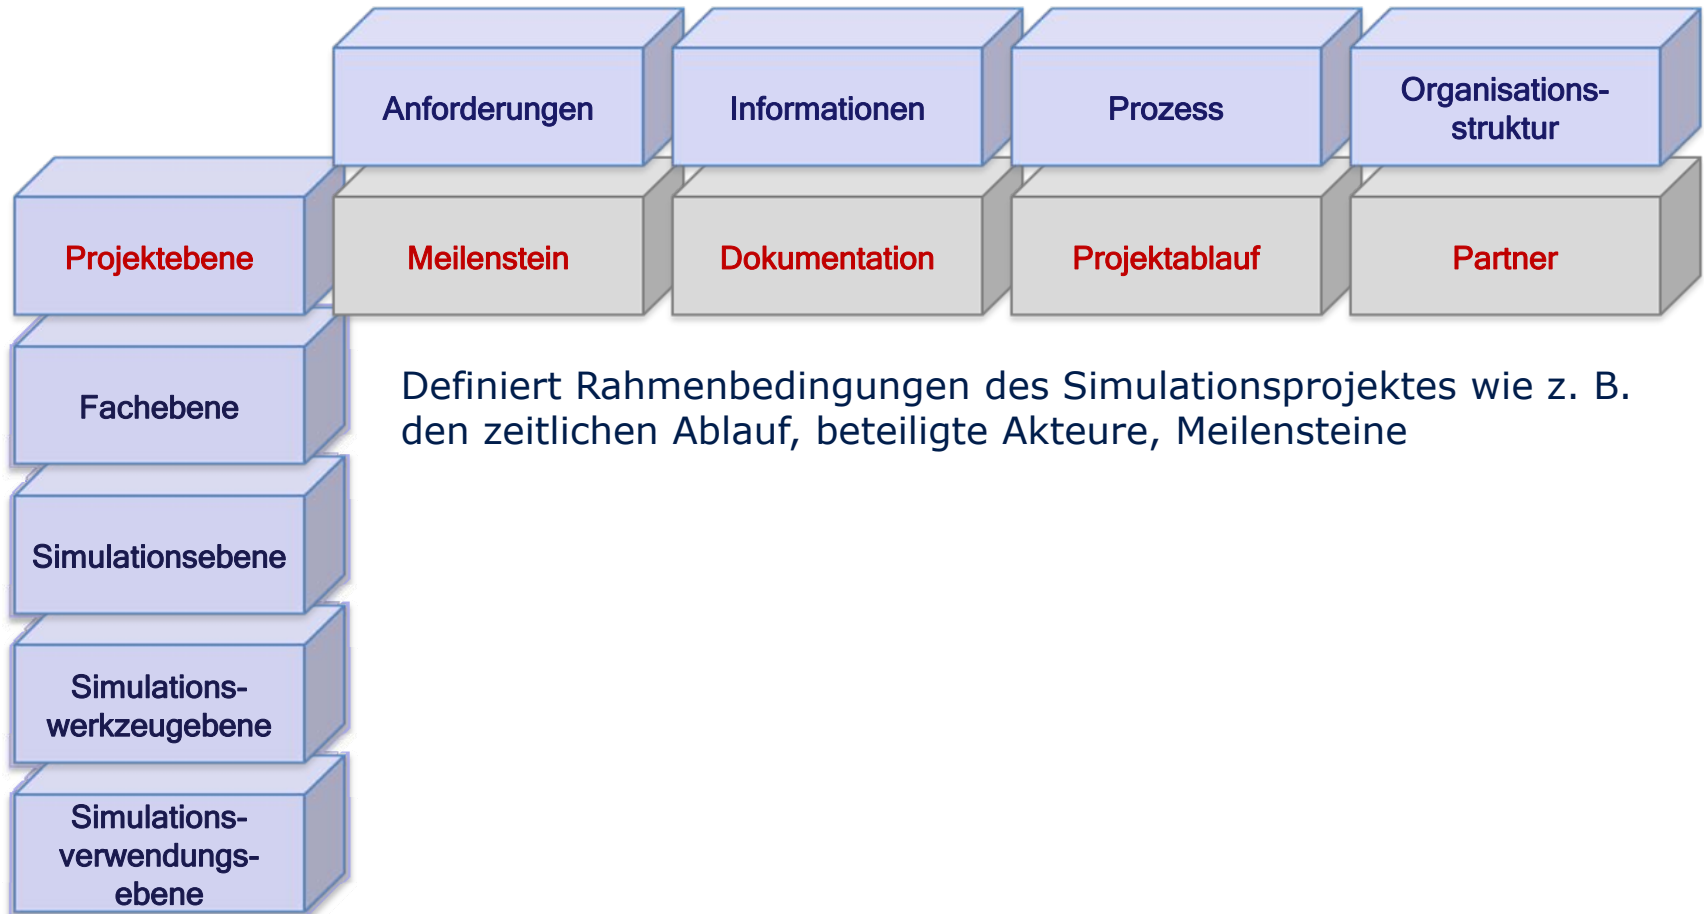 Anforderungen
Informationen
Prozess
Organisations-
struktur
Projektebene
Meilenstein
Dokumentation
Projektablauf
Partner
Fachebene
Definiert Rahmenbedingungen des Simulationsprojektes wie z. B.
den zeitlichen Ablauf, beteiligte Akteure, Meilensteine
Simulationsebene
Simulations-
werkzeugebene
Simulations-
verwendungs-
ebene